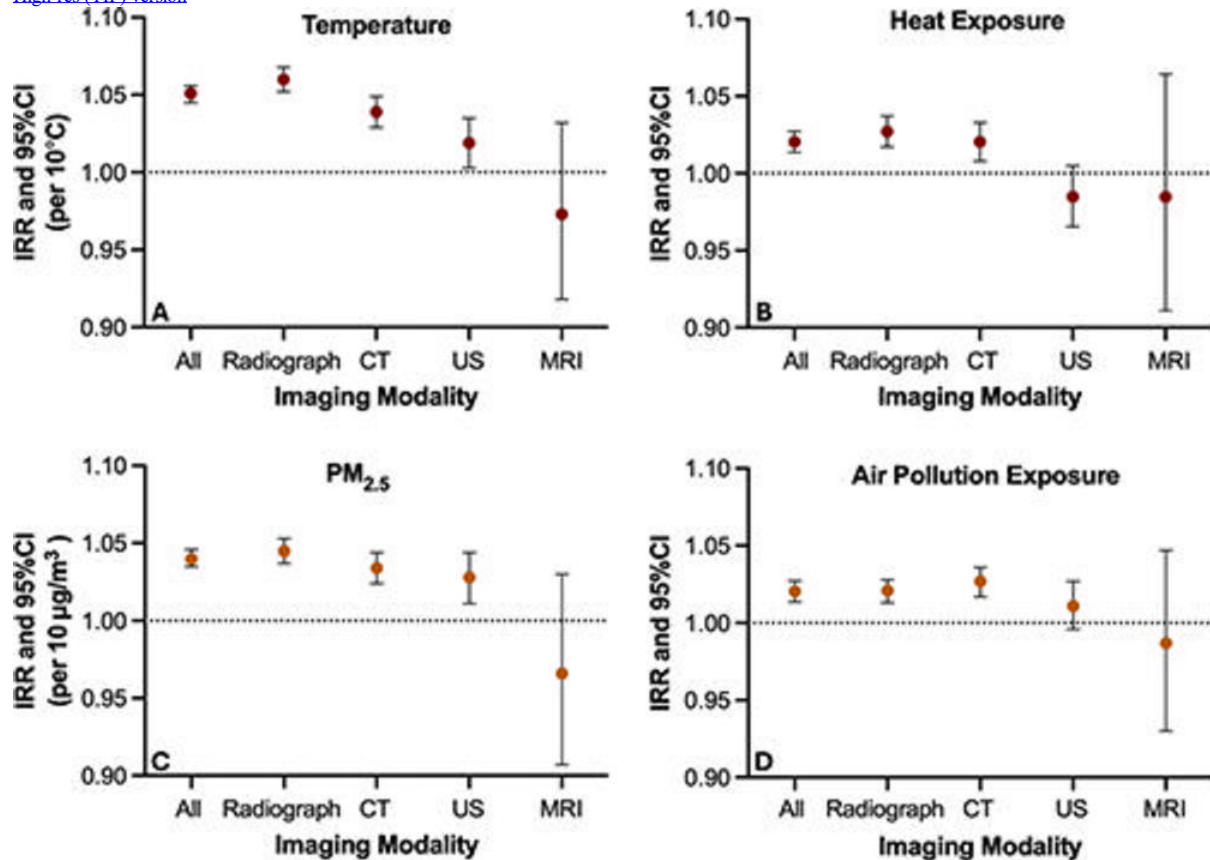 Temperature
IRR and 95%CI
(per 10°C)
1.10
1.05
1.00
0.95
0.90
A
All Radiograph CT US MRI
Imaging Modality
Heat Exposure
IRR and 95%CI
1.10
1.05
1.00
0.95
0.90
B
All Radiograph CT US MRI
Imaging Modality
PM2.5
IRR and 95%CI
(per 10 µg/m³)
1.10
1.05
1.00
0.95
0.90
C
All Radiograph CT US MRI
Imaging Modality
Air Pollution Exposure
IRR and 95%CI
1.10
1.05
1.00
0.95
0.90
D
All Radiograph CT US MRI
Imaging Modality